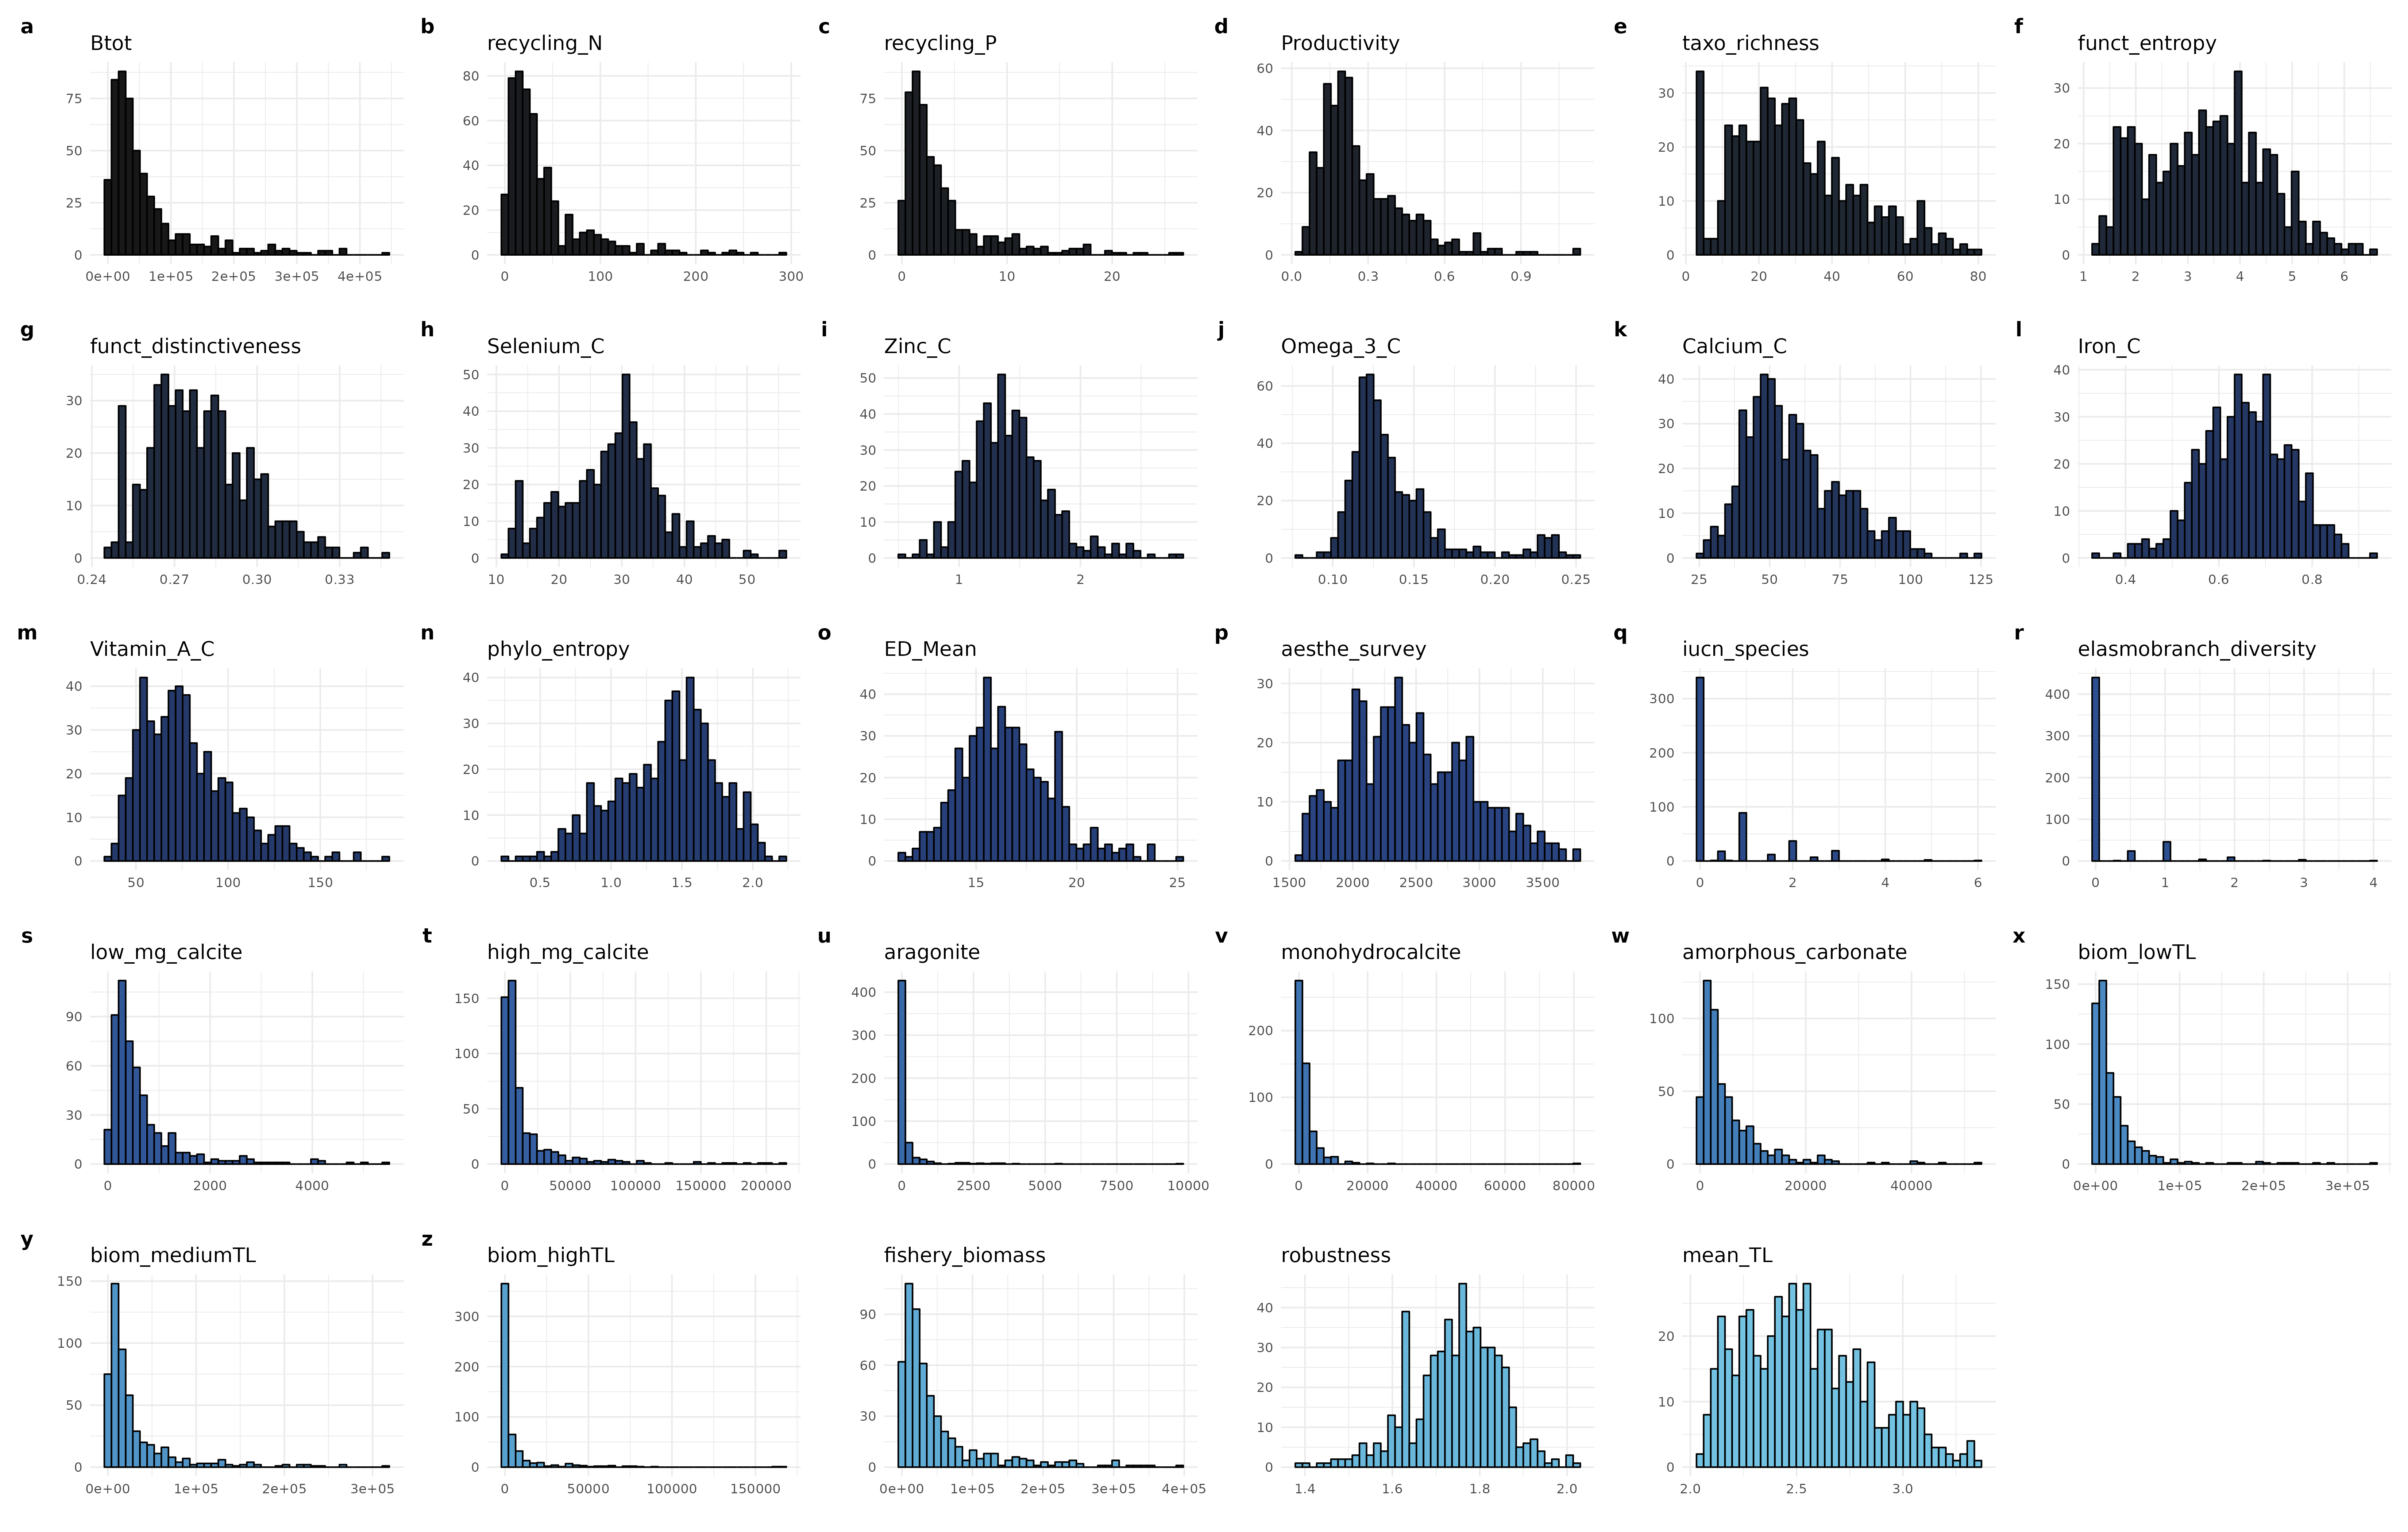 a
Btot
75
50
25
0
0e+00 1e+05 2e+05 3e+05 4e+05
b
recycling_N
80
60
40
20
0
0 100 200 300
c
recycling_P
75
50
25
0
0 10 20
d
Productivity
60
40
20
0
0.0 0.3 0.6 0.9
e
taxo_richness
30
20
10
0
0 20 40 60 80
f
funct_entropy
30
20
10
0
1 2 3 4 5 6
g
funct_distinctiveness
30
20
10
0
0.24 0.27 0.30 0.33
h
Selenium_C
50
40
30
20
10
0
10 20 30 40 50
i
Zinc_C
50
40
30
20
10
0
1 2
j
Omega_3_C
60
40
20
0
0.10 0.15 0.20 0.25
k
Calcium_C
40
30
20
10
0
25 50 75 100 125
l
Iron_C
40
30
20
10
0
0.4 0.6 0.8
m
Vitamin_A_C
40
30
20
10
0
50 100 150
n
phylo_entropy
40
30
20
10
0
0.5 1.0 1.5 2.0
o
ED_Mean
40
30
20
10
0
15 20 25
p
aesthe_survey
30
20
10
0
1500 2000 2500 3000 3500
q
iucn_species
300
200
100
0
0 2 4 6
r
elasmobranch_diversity
400
300
200
100
0
0 1 2 3 4
s
low_mg_calcite
90
60
30
0
0 2000 4000
t
high_mg_calcite
150
100
50
0
0 50000 100000 150000 200000
u
aragonite
400
300
200
100
0
0 2500 5000 7500 10000
v
monohydrocalcite
200
100
0
0 20000 40000 60000 80000
w
amorphous_carbonate
100
50
0
0 20000 40000
x
biom_lowTL
150
100
50
0
0e+00 1e+05 2e+05 3e+05
y
biom_mediumTL
150
100
50
0
0e+00 1e+05 2e+05 3e+05
z
biom_highTL
300
200
100
0
0 50000 100000 150000
fishery_biomass
90
60
30
0
0e+00 1e+05 2e+05 3e+05 4e+05
robustness
40
30
20
10
0
1.4 1.6 1.8 2.0
mean_TL
20
10
0
2.0 2.5 3.0